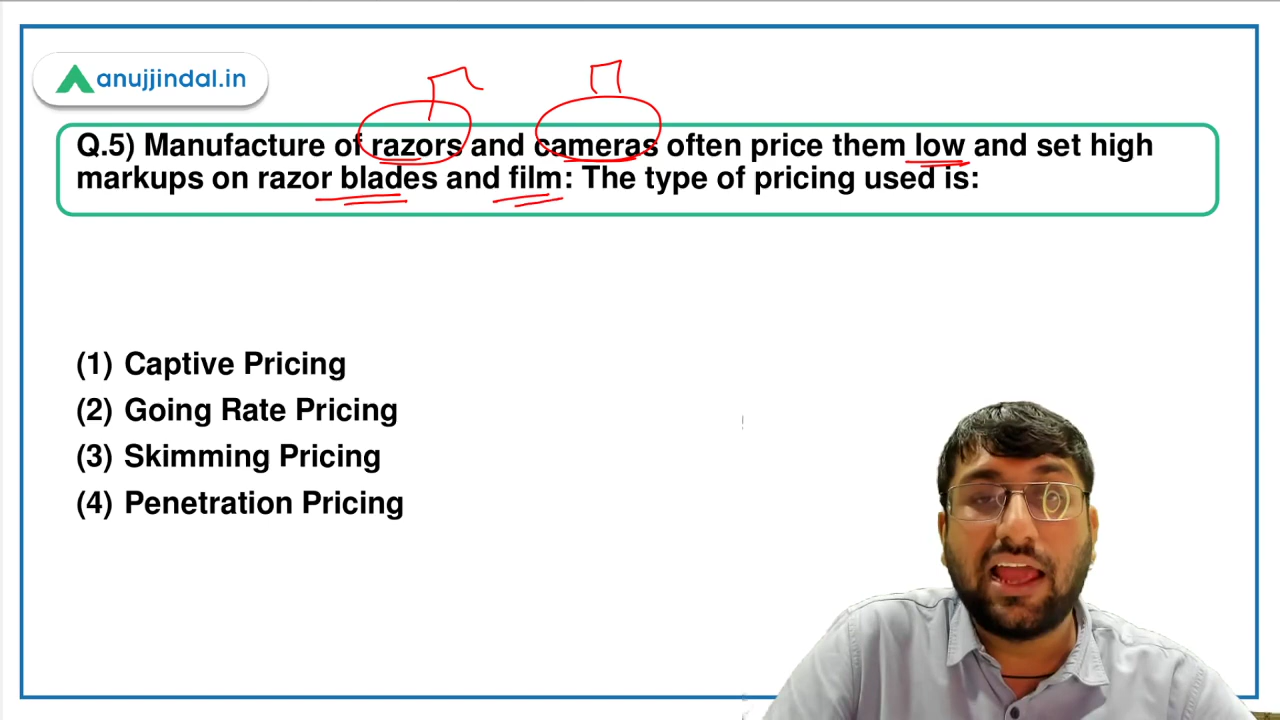 anujjindal.in
Q.5) Manufacture of razors and cameras often price them low and set high
markups on razor blades and film: The type of pricing used is:
(1) Captive Pricing
(2) Going Rate Pricing
(3) Skimming Pricing
(4) Penetration Pricing